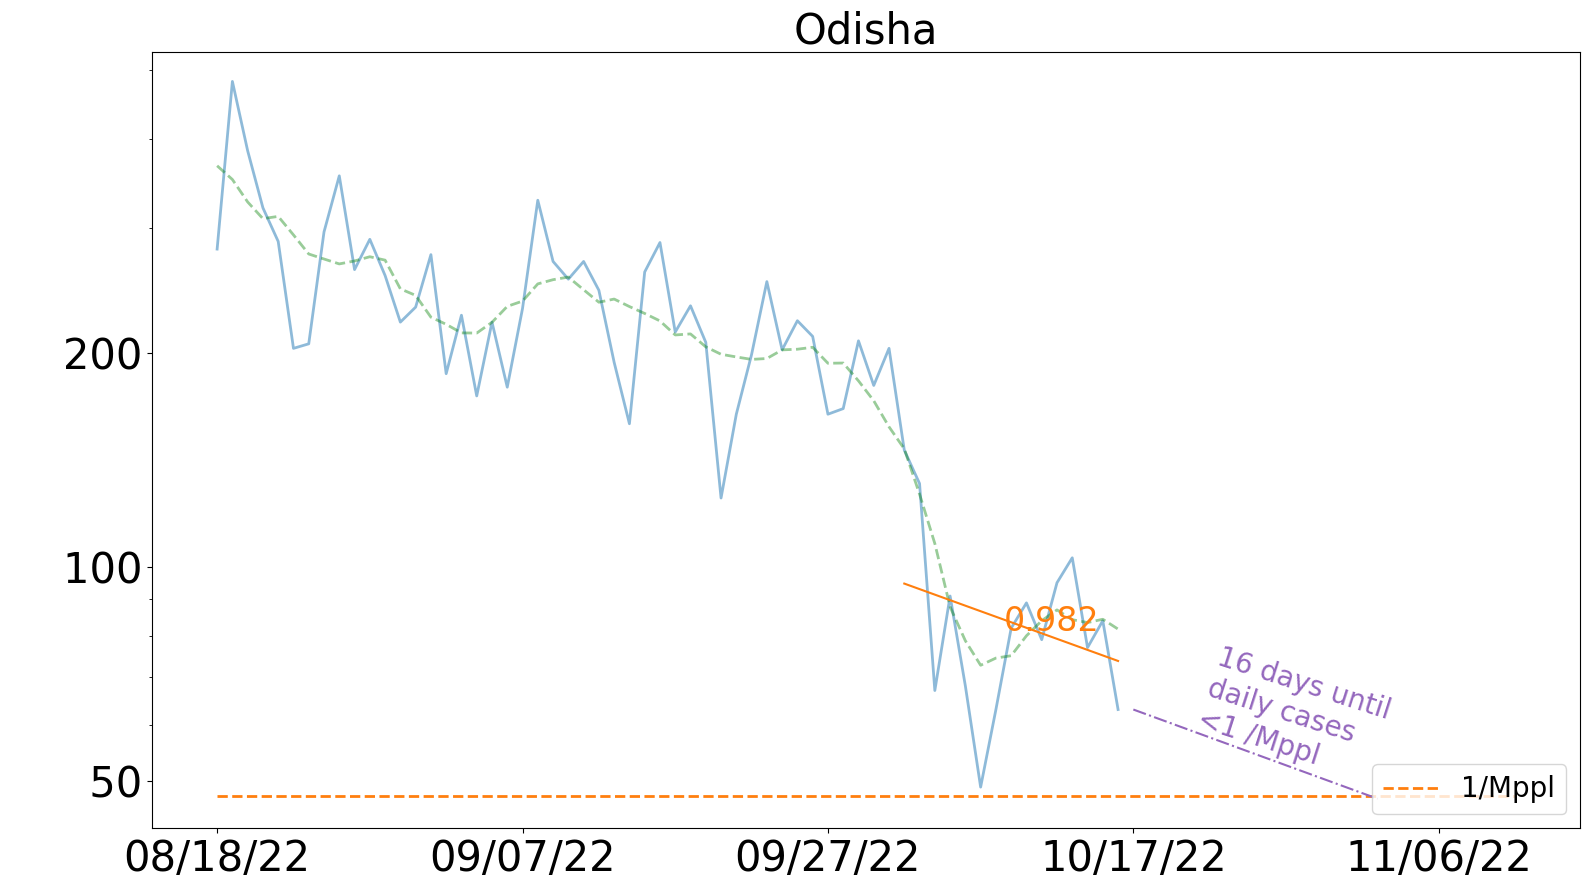 Odisha
200
100
50
0.982
16 days until
daily cases
<1 /Mppl
1/Mppl
08/18/22
09/07/22
09/27/22
10/17/22
11/06/22